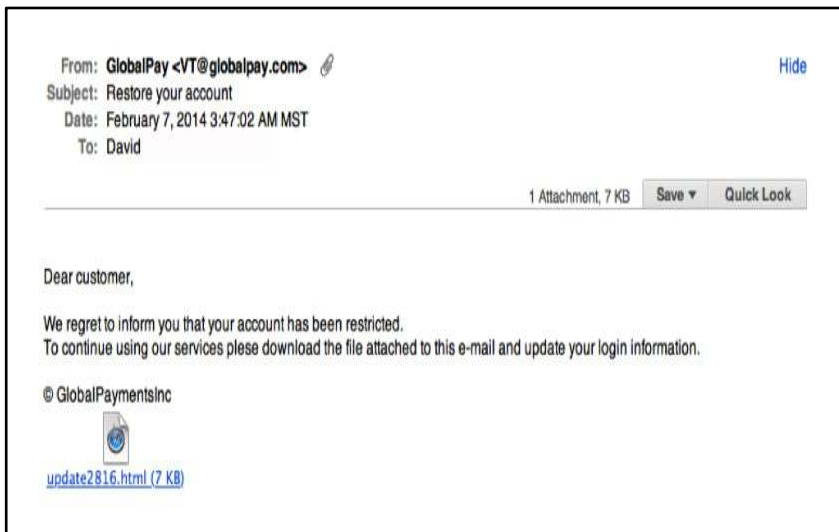 From: GlobalPay <VT@globalpay.com>
Hide
Subject: Restore your account
Date: February 7, 2014 3:47:02 AM MST
To: David
1 Attachment, 7 KB
Save ▾
Quick Look
Dear customer,
We regret to inform you that your account has been restricted.
To continue using our services plese download the file attached to this e-mail and update your login information.
© GlobalPaymentsInc
update2816.html (7 KB)